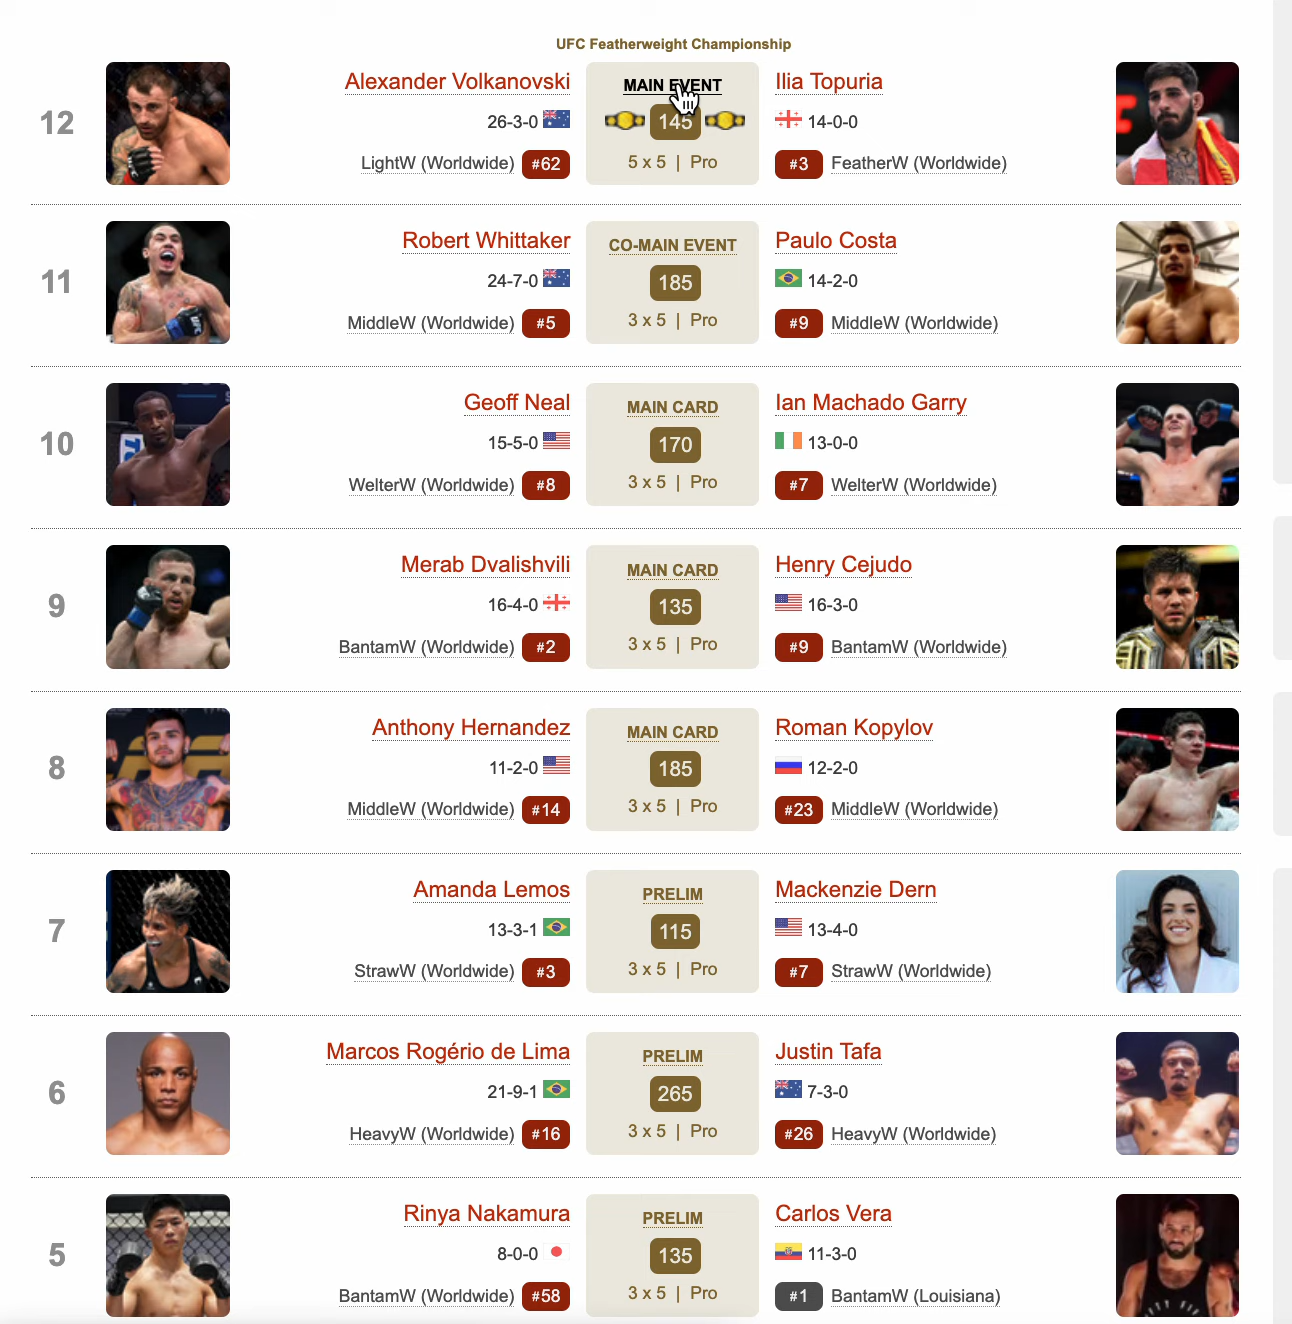 UFC Featherweight Championship
12
Alexander Volkanovski
26-3-0
LightW (Worldwide) #62
MAIN EVENT
145
5 x 5 | Pro
Ilia Topuria
14-0-0
#3 FeatherW (Worldwide)
11
Robert Whittaker
24-7-0
MiddleW (Worldwide) #5
CO-MAIN EVENT
185
3 x 5 | Pro
Paulo Costa
14-2-0
#9 MiddleW (Worldwide)
10
Geoff Neal
15-5-0
WelterW (Worldwide) #8
MAIN CARD
170
3 x 5 | Pro
Ian Machado Garry
13-0-0
#7 WelterW (Worldwide)
9
Merab Dvalishvili
16-4-0
BantamW (Worldwide) #2
MAIN CARD
135
3 x 5 | Pro
Henry Cejudo
16-3-0
#9 BantamW (Worldwide)
8
Anthony Hernandez
11-2-0
MiddleW (Worldwide) #14
MAIN CARD
185
3 x 5 | Pro
Roman Kopylov
12-2-0
#23 MiddleW (Worldwide)
7
Amanda Lemos
13-3-1
StrawW (Worldwide) #3
PRELIM
115
3 x 5 | Pro
Mackenzie Dern
13-4-0
#7 StrawW (Worldwide)
6
Marcos Rogério de Lima
21-9-1
HeavyW (Worldwide) #16
PRELIM
265
3 x 5 | Pro
Justin Tafa
7-3-0
#26 HeavyW (Worldwide)
5
Rinya Nakamura
8-0-0
BantamW (Worldwide) #58
PRELIM
135
3 x 5 | Pro
Carlos Vera
11-3-0
#1 BantamW (Louisiana)